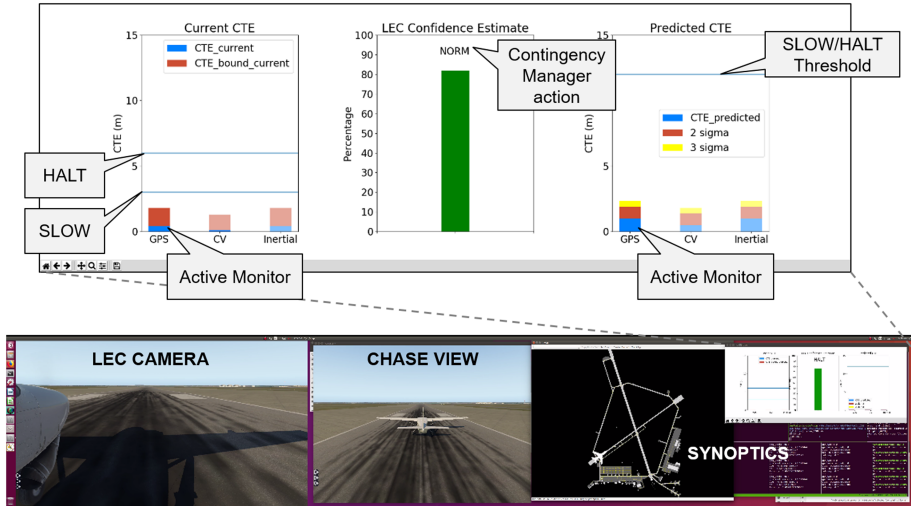 Current CTE
LEC Confidence Estimate
Predicted CTE
15
CTE_current
CTE_bound_current
10
CTE (m)
5
0
GPS
CV
Inertial
HALT
SLOW
Active Monitor
100
90
80
70
60
50
40
30
20
10
0
Percentage
NORM
Contingency
Manager
action
15
SLOW/HALT
Threshold
CTE_predicted
2 sigma
3 sigma
CTE (m)
5
0
GPS
CV
Inertial
Active Monitor
LEC CAMERA
CHASE VIEW
SYNOPTICS
HALT